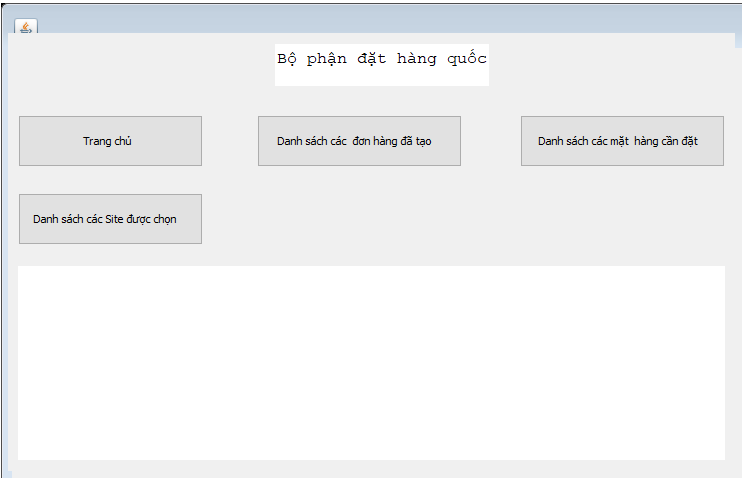 Bộ phận đặt hàng quốc
Trang chủ
Danh sách các đơn hàng đã tạo
Danh sách các mặt hàng cần đặt
Danh sách các Site được chọn